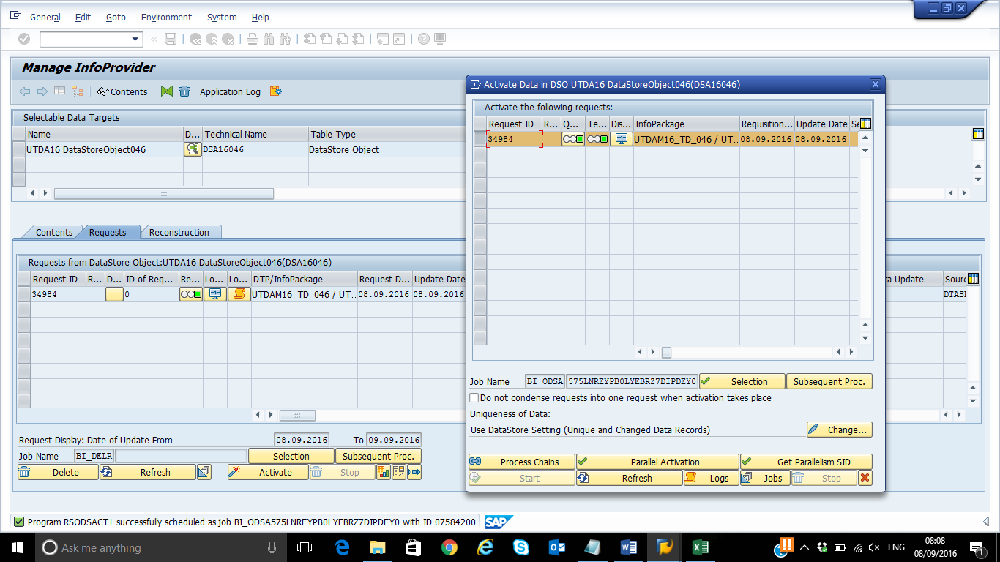 General Edit Goto Environment System Help
Manage InfoProvider
Contents Application Log
Selectable Data Targets
Name D... Technical Name Table Type
UTDA16 DataStoreObject046 DSA16046 DataStore Object
Contents Requests Reconstruction
Requests from DataStore Object:UTDA16 DataStoreObject046(DSA16046)
Request ID R... D... ID of Req... Re... Lo... Lo... DTP/InfoPackage Request D... Update Date a Update Sourc
34984 0 UTDAM16_TD_046 / UT... 08.09.2016 08.09.2016 DTASI
Request Display: Date of Update From 08.09.2016 To 09.09.2016
Job Name BI_DELR Selection Subsequent Proc.
Delete Refresh Activate Stop
Activate Data in DSO UTDA16 DataStoreObject046(DSA16046)
Activate the following requests:
Request ID R... Q... Te... Dis... InfoPackage Requisition... Update Date Se
34984 UTDAM16_TD_046 / UT... 08.09.2016 08.09.2016
Job Name BI_ODSA 575LNREYPB0LYEBRZ7DIPDEY0 Selection Subsequent Proc.
Do not condense requests into one request when activation takes place
Uniqueness of Data:
Use DataStore Setting (Unique and Changed Data Records) Change...
Process Chains Parallel Activation Get Parallelism SID
Start Refresh Logs Jobs Stop
Program RSODSACT1 successfully scheduled as job BI_ODSA575LNREYPB0LYEBRZ7DIPDEY0 with ID 07584200 SAP
Ask me anything ENG 08:08
08/09/2016 1